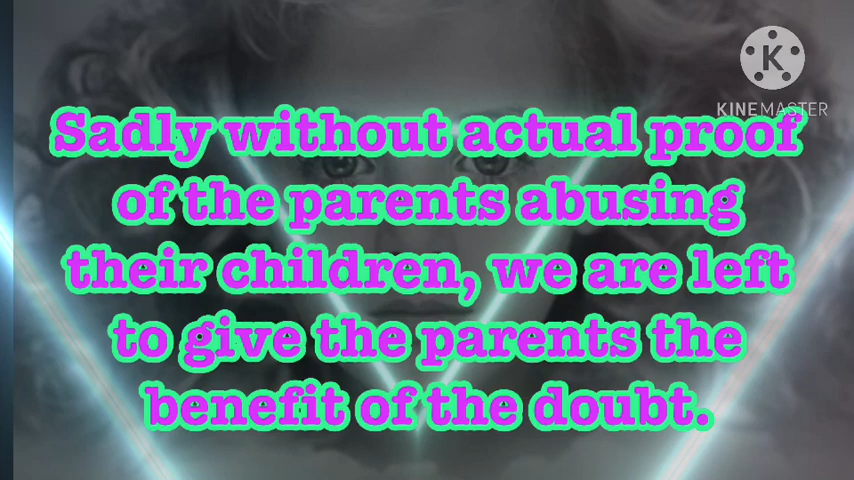 KINEMASTER
Sadly without actual proof
of the parents abusing
their children, we are left
to give the parents the
benefit of the doubt.